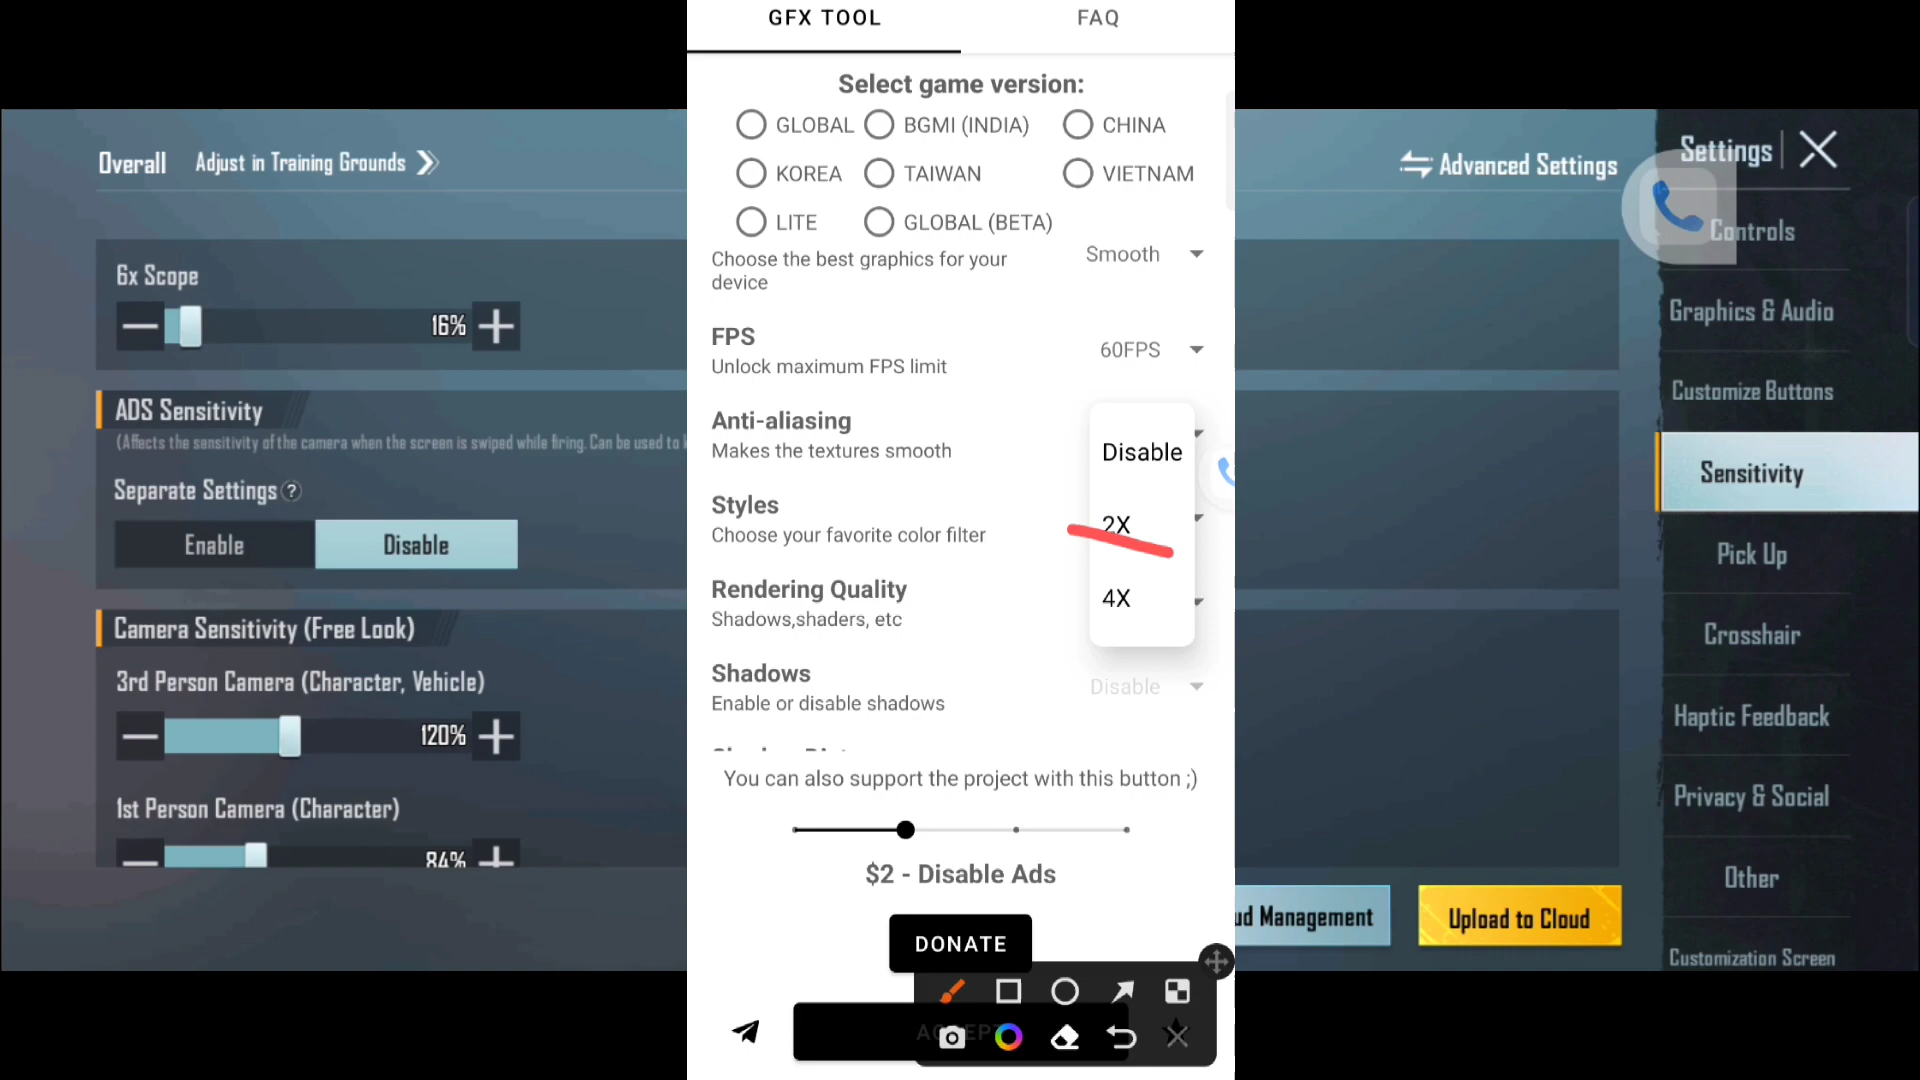 GFX TOOL
FAQ
Select game version:
GLOBAL
BGMI (INDIA)
CHINA
KOREA
TAIWAN
VIETNAM
LITE
GLOBAL (BETA)
Choose the best graphics for your
device
Smooth
FPS
Unlock maximum FPS limit
60FPS
Anti-aliasing
Makes the textures smooth
Disable
2X
4X
Styles
Choose your favorite color filter
Rendering Quality
Shadows,shaders, etc
Shadows
Enable or disable shadows
Disable
You can also support the project with this button ;)
$2 - Disable Ads
DONATE
ACCEPT
Overall
Adjust in Training Grounds
6x Scope
16%
ADS Sensitivity
(Affects the sensitivity of the camera when the screen is swiped while firing. Can be used to
Separate Settings ?
Enable
Disable
Camera Sensitivity (Free Look)
3rd Person Camera (Character, Vehicle)
120%
1st Person Camera (Character)
84%
Advanced Settings
Settings
Controls
Graphics & Audio
Customize Buttons
Sensitivity
Pick Up
Crosshair
Haptic Feedback
Privacy & Social
Other
Customization Screen
ud Management
Upload to Cloud